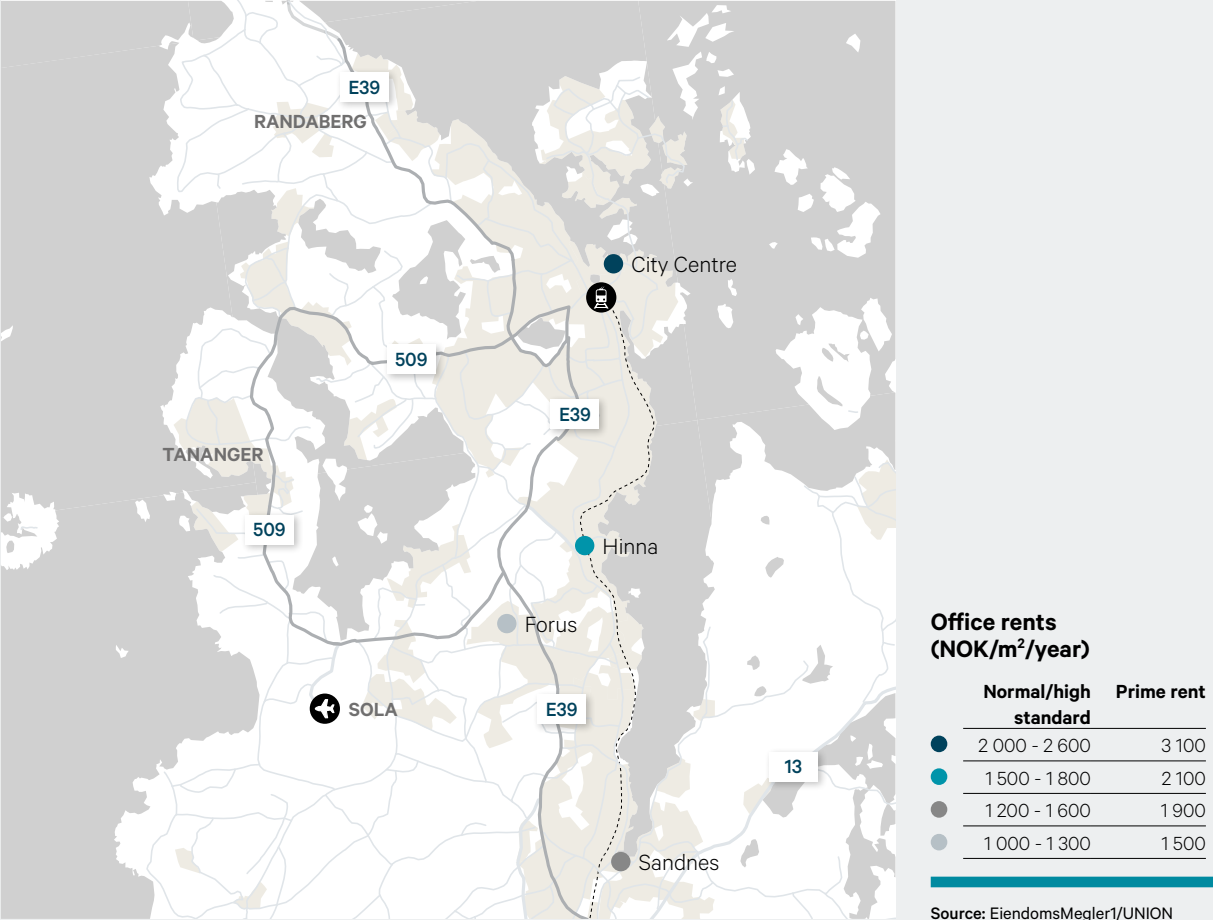 E39
RANDABERG
City Centre
509
E39
TANANGER
509
Hinna
Forus
SOLA
E39
13
Sandnes
Office rents
(NOK/m²/year)
Normal/high Prime rent
standard
2 000 - 2 600 3 100
1 500 - 1 800 2 100
1 200 - 1 600 1 900
1 000 - 1 300 1 500
Source: EiendomsMegler1/UNION